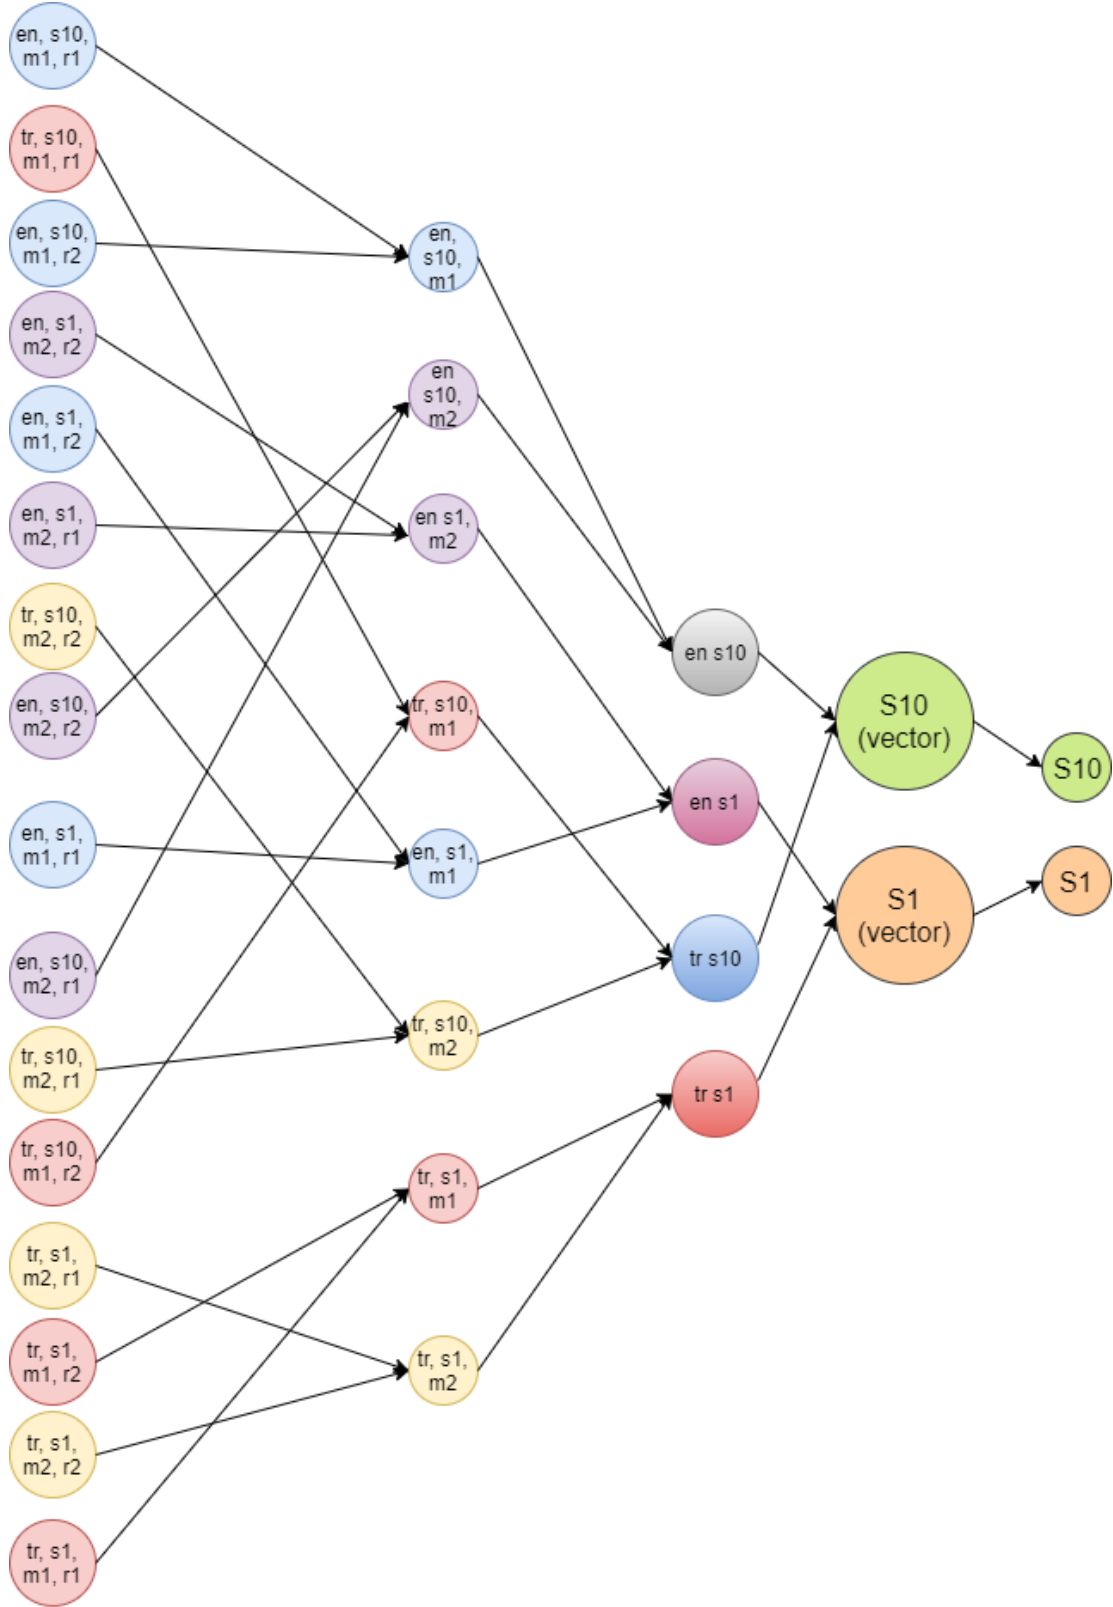 en, s10,
m1, r1
tr, s10,
m1, r1
en, s10,
m1, r2
en, s1,
m2, r2
en, s1,
m1, r2
en, s1,
m2, r1
tr, s10,
m2, r2
en, s10,
m2, r2
en, s1,
m1, r1
en, s10,
m2, r1
tr, s10,
m2, r1
tr, s10,
m1, r2
tr, s1,
m2, r1
tr, s1,
m1, r2
tr, s1,
m2, r2
tr, s1,
m1, r1
en,
s10,
m1
en
s10,
m2
en s1,
m2
tr, s10,
m1
en, s1,
m1
tr, s10,
m2
tr, s1,
m1
tr, s1,
m2
en s10
en s1
tr s10
tr s1
S10
(vector)
S1
(vector)
S10
S1